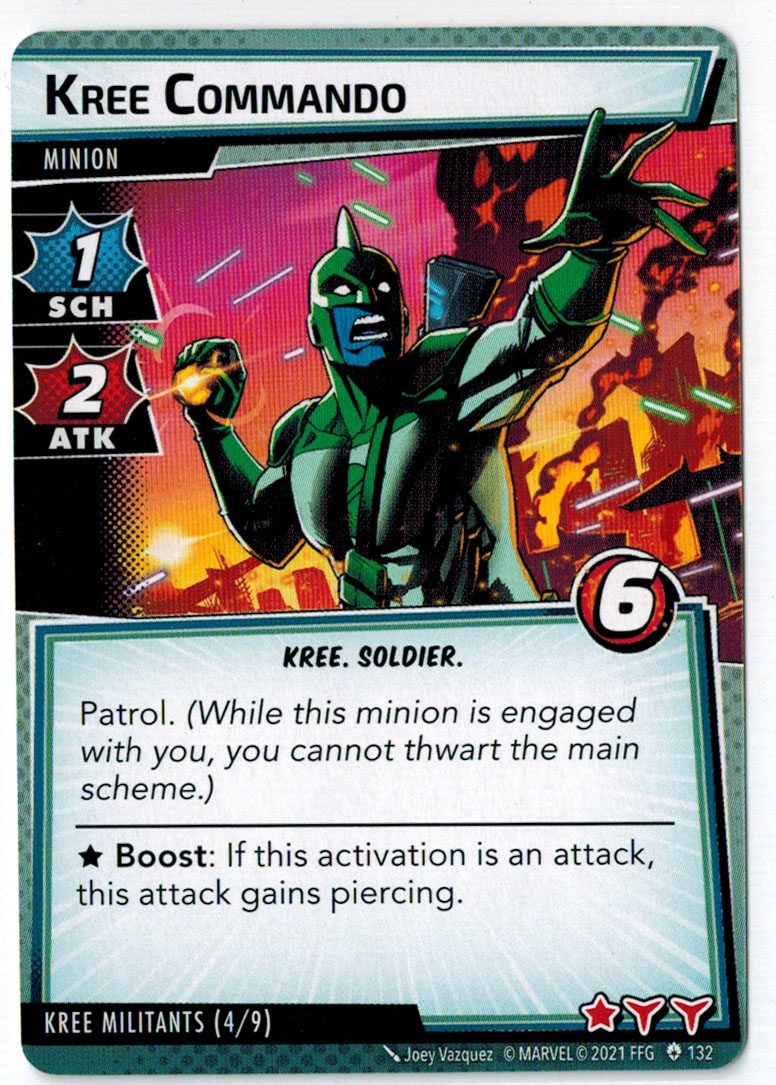 KREE COMMANDO
MINION
1
SCH
2
ATK
6
KREE. SOLDIER.
Patrol. (While this minion is engaged
with you, you cannot thwart the main
scheme.)
★ Boost: If this activation is an attack,
this attack gains piercing.
KREE MILITANTS (4/9)
Joey Vazquez © MARVEL © 2021 FFG 132